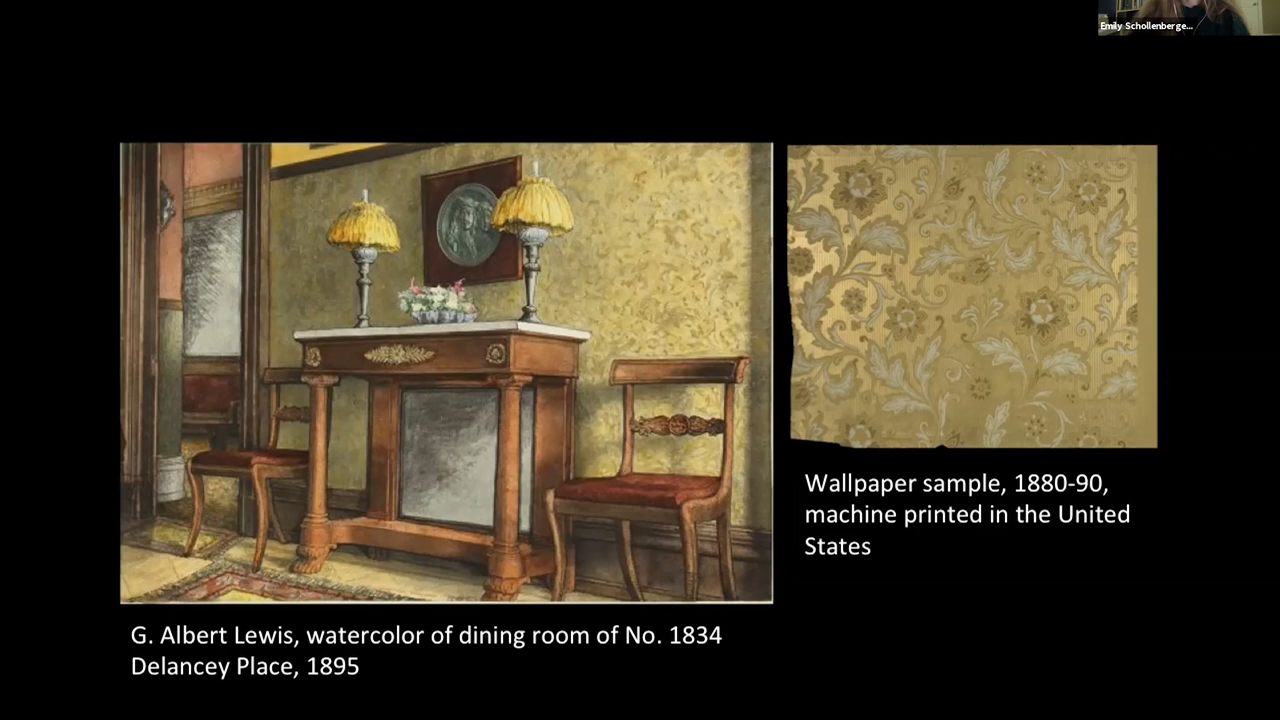 Emily Schollenberge...
Wallpaper sample, 1880-90,
machine printed in the United
States
G. Albert Lewis, watercolor of dining room of No. 1834
Delancey Place, 1895